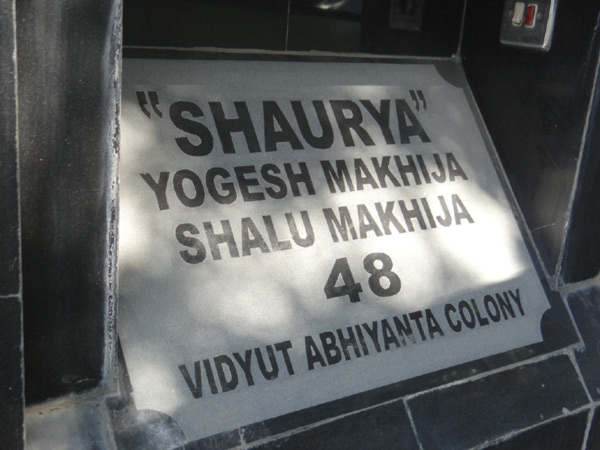 "SHAURYA"
YOGESH MAKHIJA
SHALU MAKHIJA
48
VIDYUT ABHIYANTA COLONY